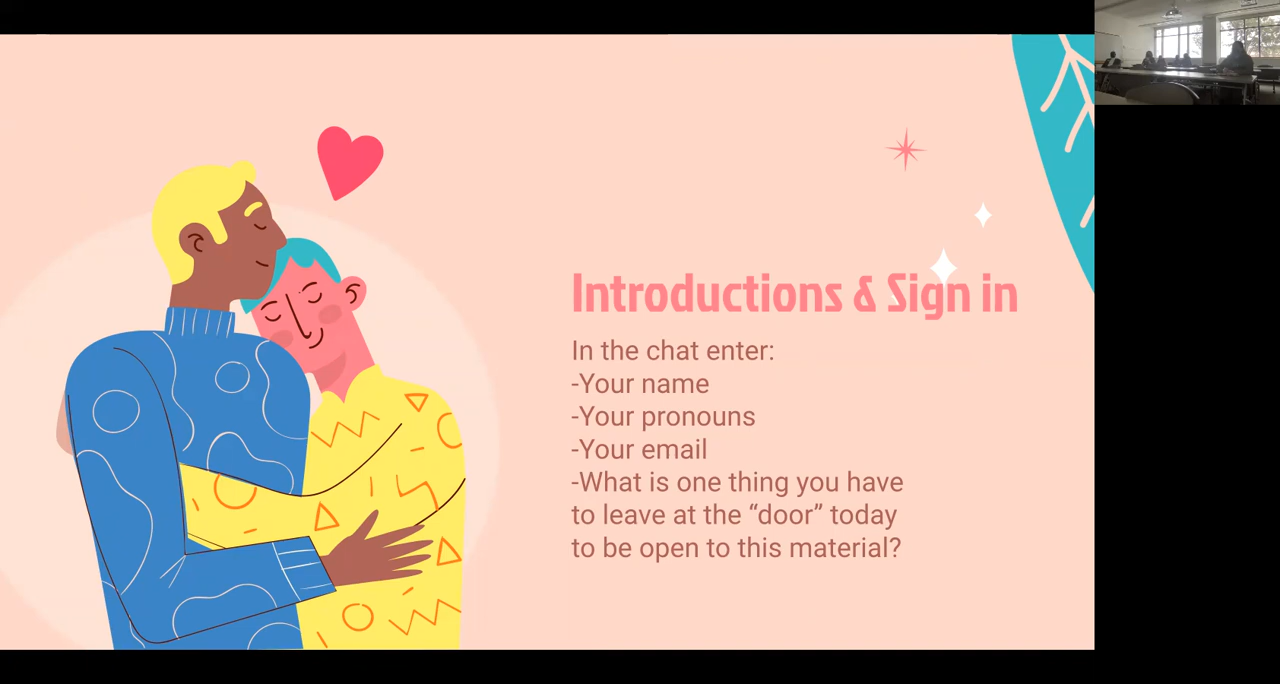 Introductions & Sign in
In the chat enter:
-Your name
-Your pronouns
-Your email
-What is one thing you have
to leave at the “door” today
to be open to this material?